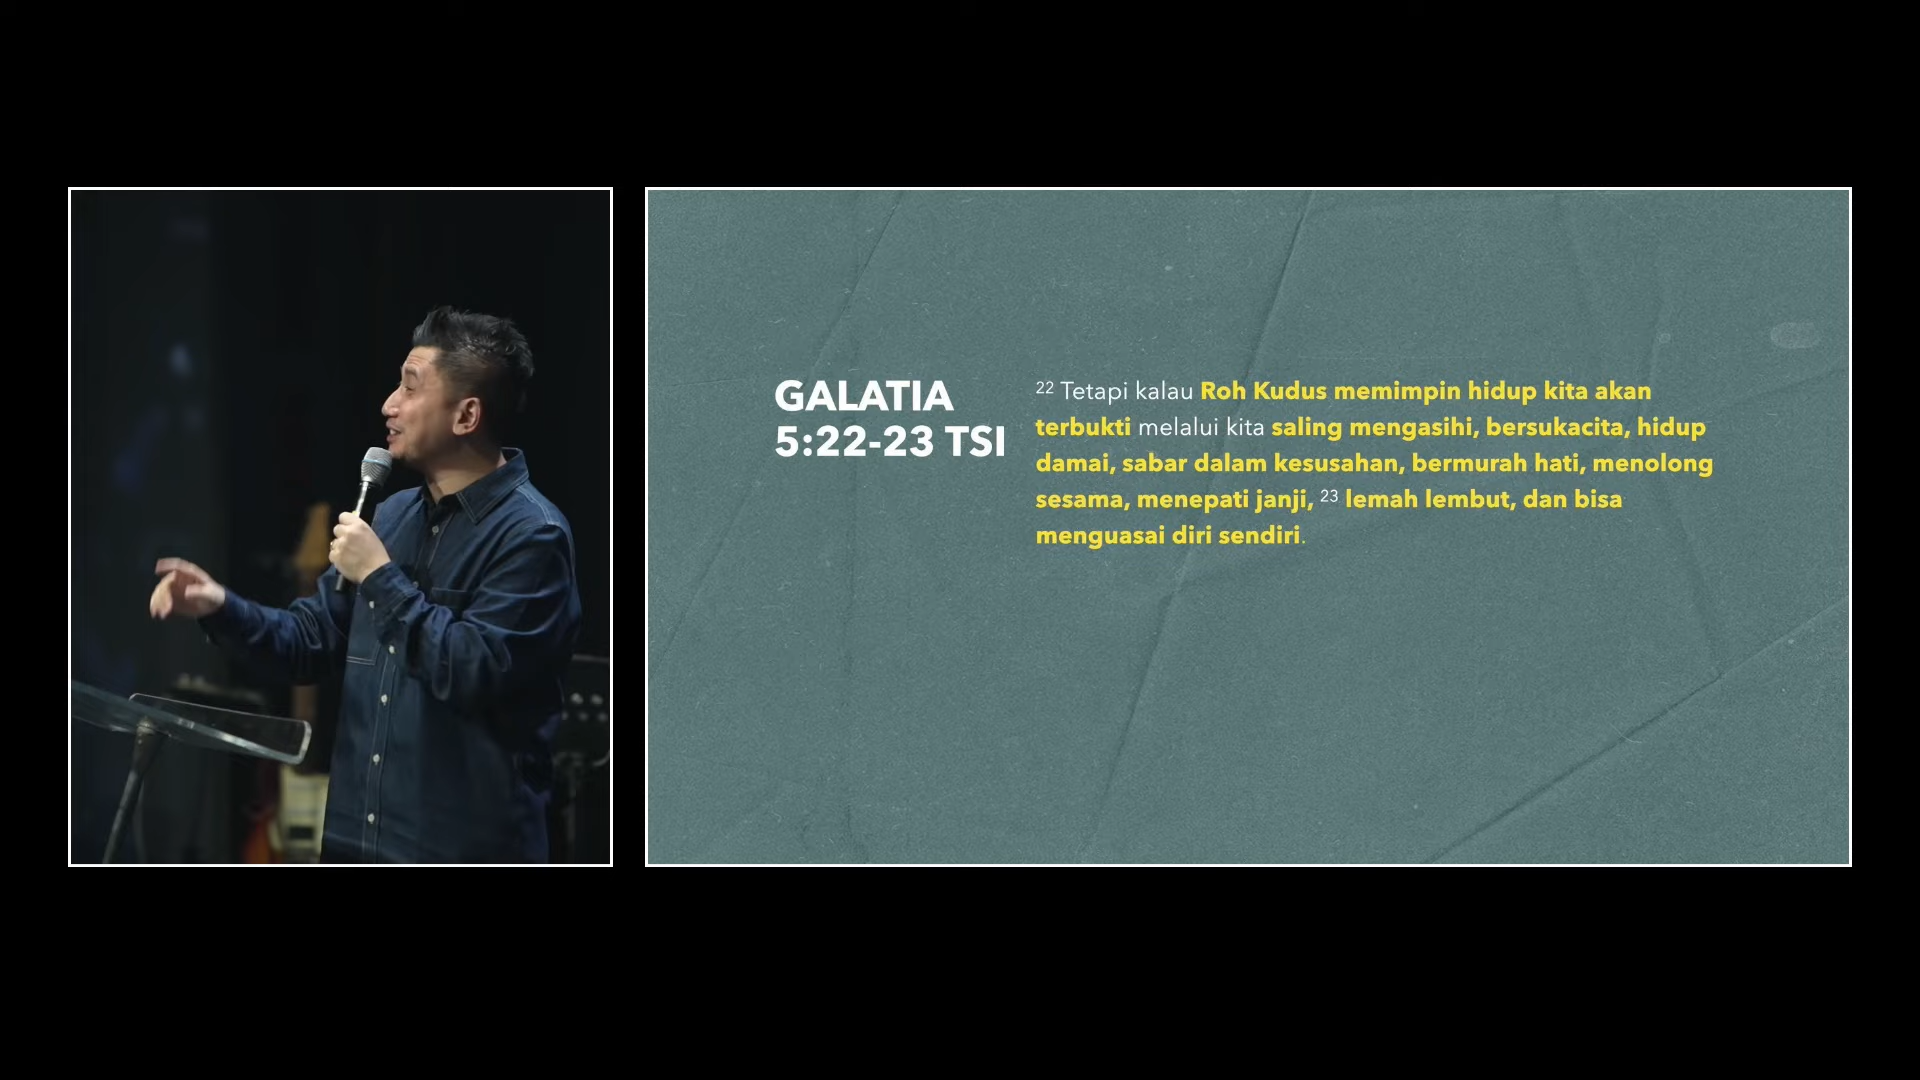 GALATIA
5:22-23 TSI
22 Tetapi kalau Roh Kudus memimpin hidup kita akan
terbukti melalui kita saling mengasihi, bersukacita, hidup
damai, sabar dalam kesusahan, bermurah hati, menolong
sesama, menepati janji, 23 lemah lembut, dan bisa
menguasai diri sendiri.